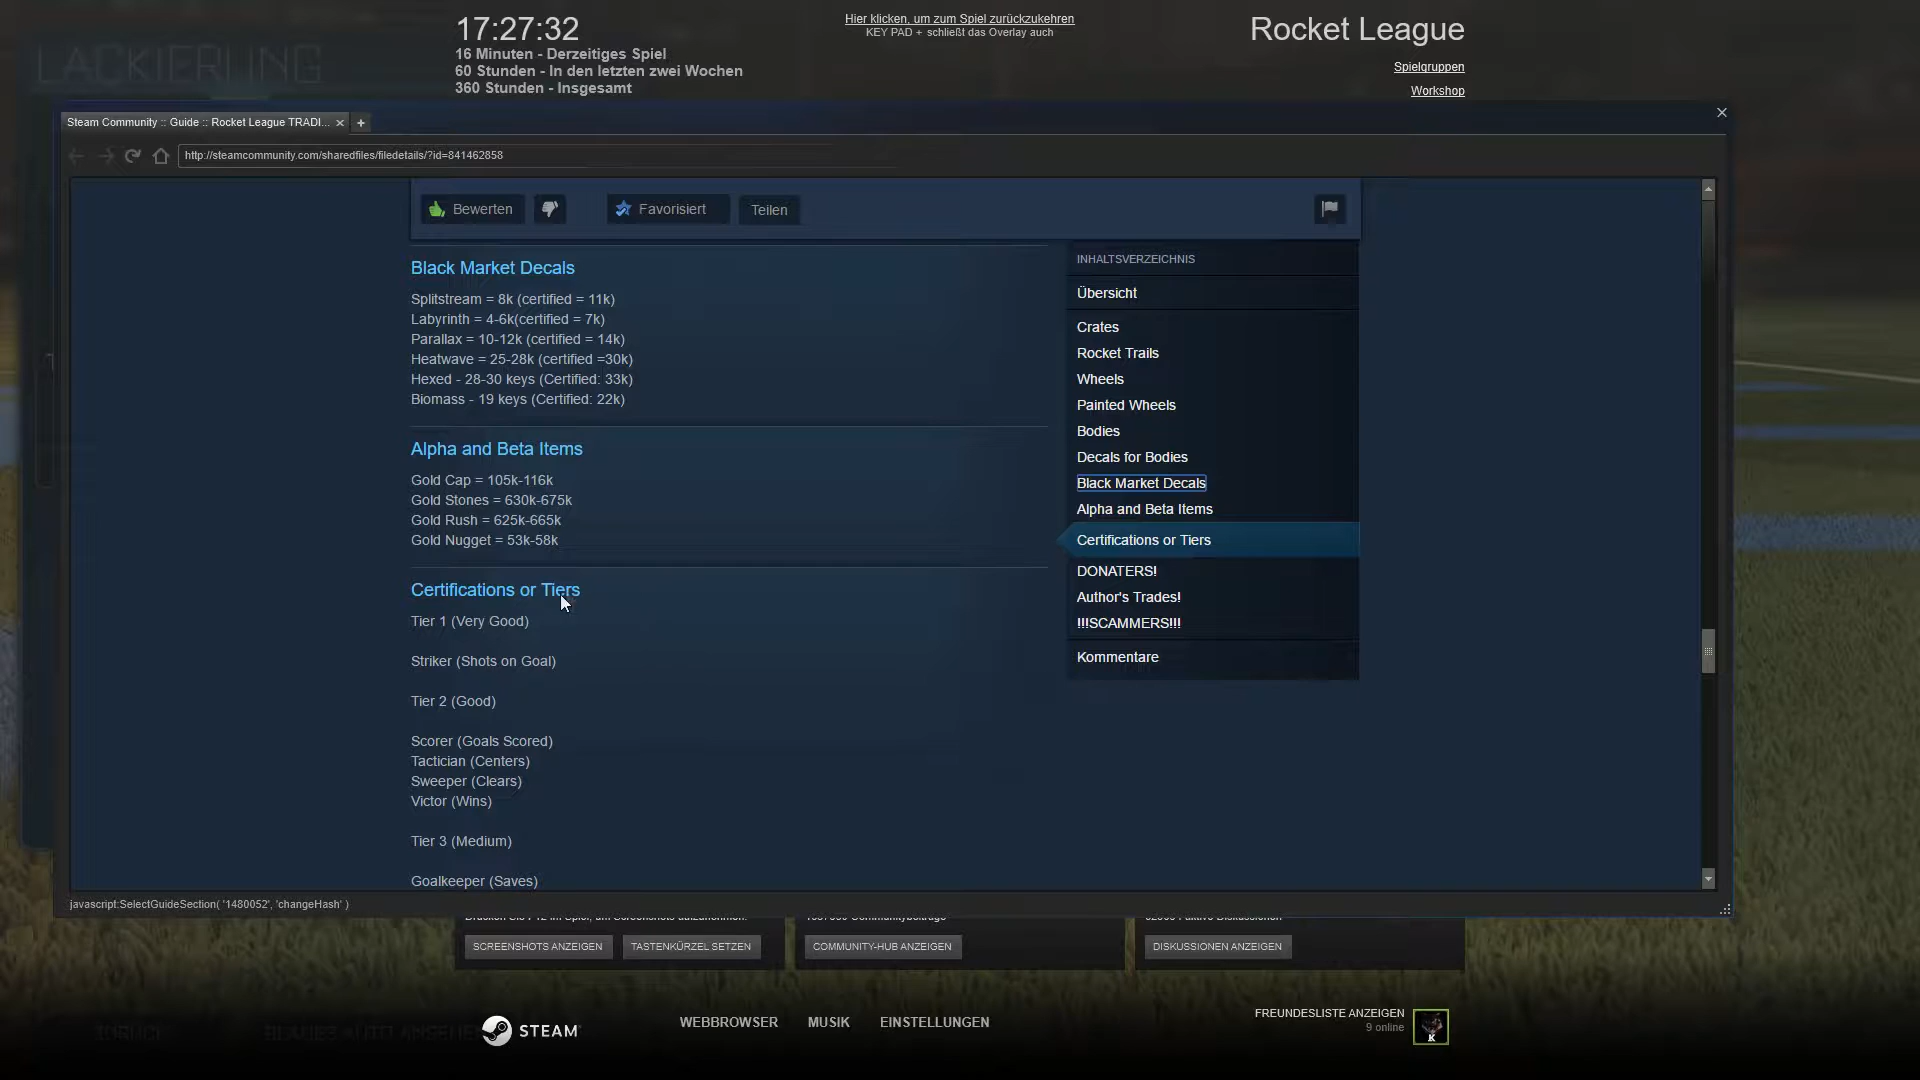 LACKIERUNG
17:27:32
16 Minuten - Derzeitiges Spiel
60 Stunden - In den letzten zwei Wochen
360 Stunden - Insgesamt
Hier klicken, um zum Spiel zurückzukehren
KEY PAD + schließt das Overlay auch
Rocket League
Spielgruppen
Workshop
Steam Community :: Guide :: Rocket League TRADI...
http://steamcommunity.com/sharedfiles/filedetails/?id=841462858
Bewerten
Favorisiert
Teilen
Black Market Decals
Splitstream = 8k (certified = 11k)
Labyrinth = 4-6k(certified = 7k)
Parallax = 10-12k (certified = 14k)
Heatwave = 25-28k (certified =30k)
Hexed - 28-30 keys (Certified: 33k)
Biomass - 19 keys (Certified: 22k)
Alpha and Beta Items
Gold Cap = 105k-116k
Gold Stones = 630k-675k
Gold Rush = 625k-665k
Gold Nugget = 53k-58k
Certifications or Tiers
Tier 1 (Very Good)
Striker (Shots on Goal)
Tier 2 (Good)
Scorer (Goals Scored)
Tactician (Centers)
Sweeper (Clears)
Victor (Wins)
Tier 3 (Medium)
Goalkeeper (Saves)
INHALTSVERZEICHNIS
Übersicht
Crates
Rocket Trails
Wheels
Painted Wheels
Bodies
Decals for Bodies
Black Market Decals
Alpha and Beta Items
Certifications or Tiers
DONATERS!
Author's Trades!
!!!SCAMMERS!!!
Kommentare
javascript:SelectGuideSection( '1480052', 'changeHash' )
SCREENSHOTS ANZEIGEN
TASTENKÜRZEL SETZEN
COMMUNITY-HUB ANZEIGEN
DISKUSSIONEN ANZEIGEN
STEAM
WEBBROWSER
MUSIK
EINSTELLUNGEN
FREUNDESLISTE ANZEIGEN
9 online
K